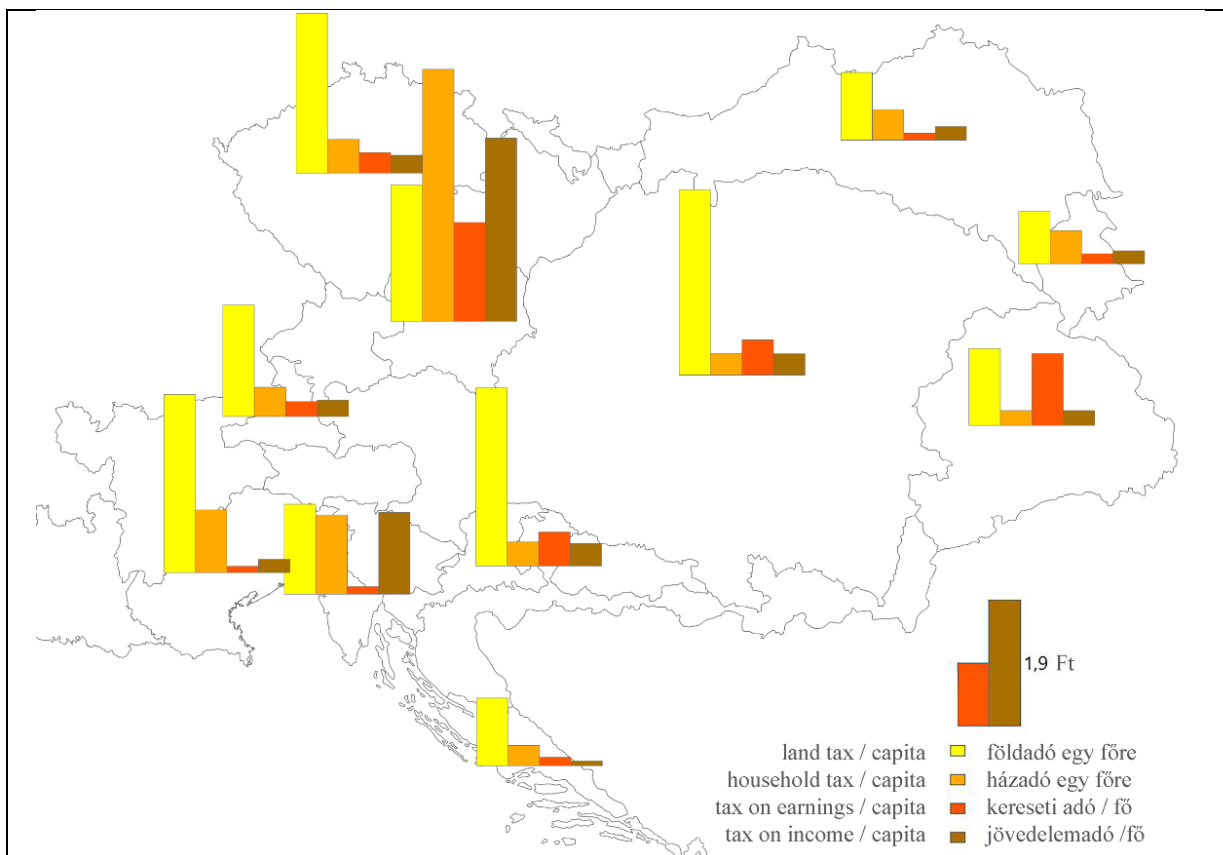 1,9 Ft
land tax / capita földadó egy főre
household tax / capita házadó egy főre
tax on earnings / capita kereseti adó / fő
tax on income / capita jövedelemadó /fő